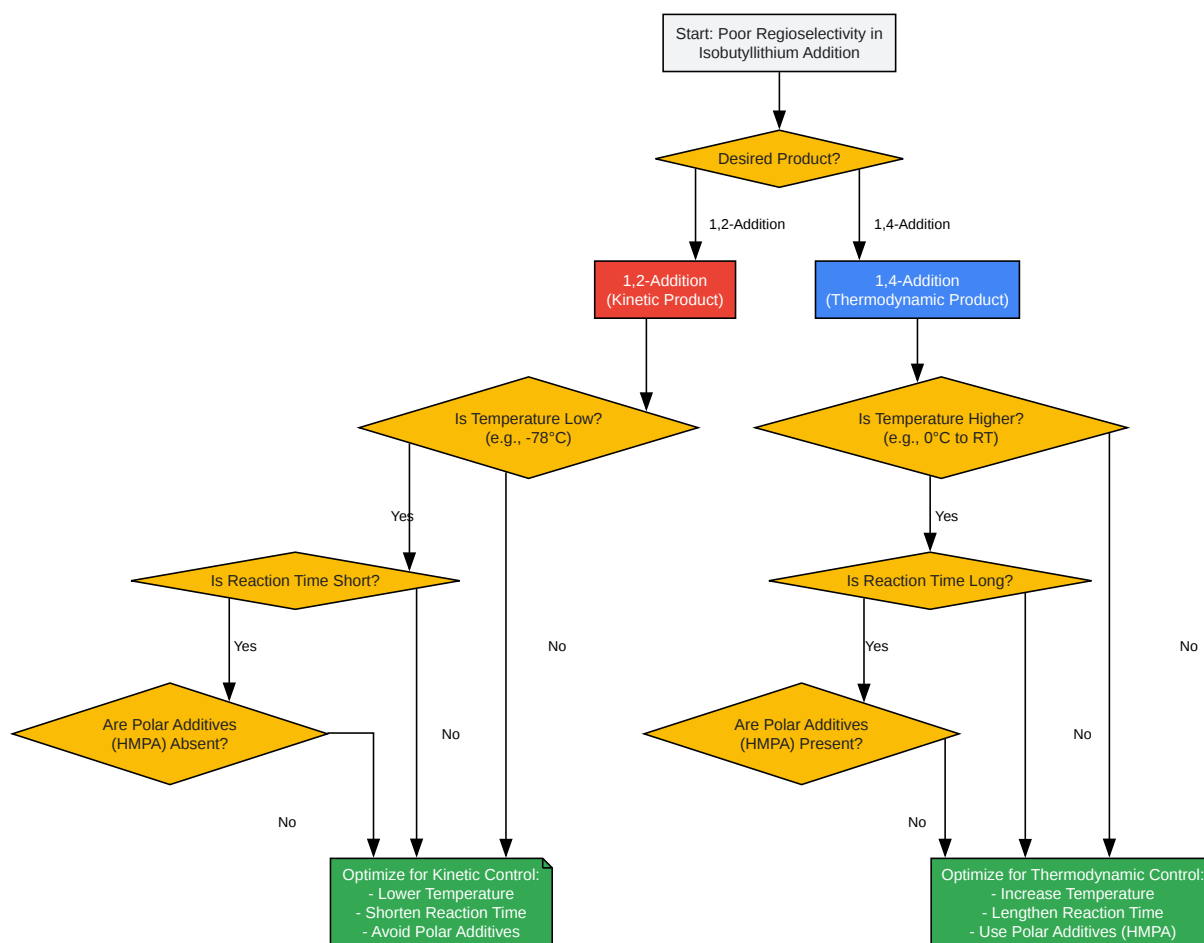 Start: Poor Regioselectivity in
Isobutyllithium Addition
Desired Product?
1,2-Addition
1,4-Addition
1,2-Addition
(Kinetic Product)
1,4-Addition
(Thermodynamic Product)
Is Temperature Low?
(e.g., -78°C)
Is Temperature Higher?
(e.g., 0°C to RT)
Yes
Yes
Is Reaction Time Short?
Is Reaction Time Long?
Yes
No
Yes
No
Are Polar Additives
(HMPA) Absent?
No
Are Polar Additives
(HMPA) Present?
No
No
No
Optimize for Kinetic Control:
- Lower Temperature
- Shorten Reaction Time
- Avoid Polar Additives
Optimize for Thermodynamic Control:
- Increase Temperature
- Lengthen Reaction Time
- Use Polar Additives (HMPA)